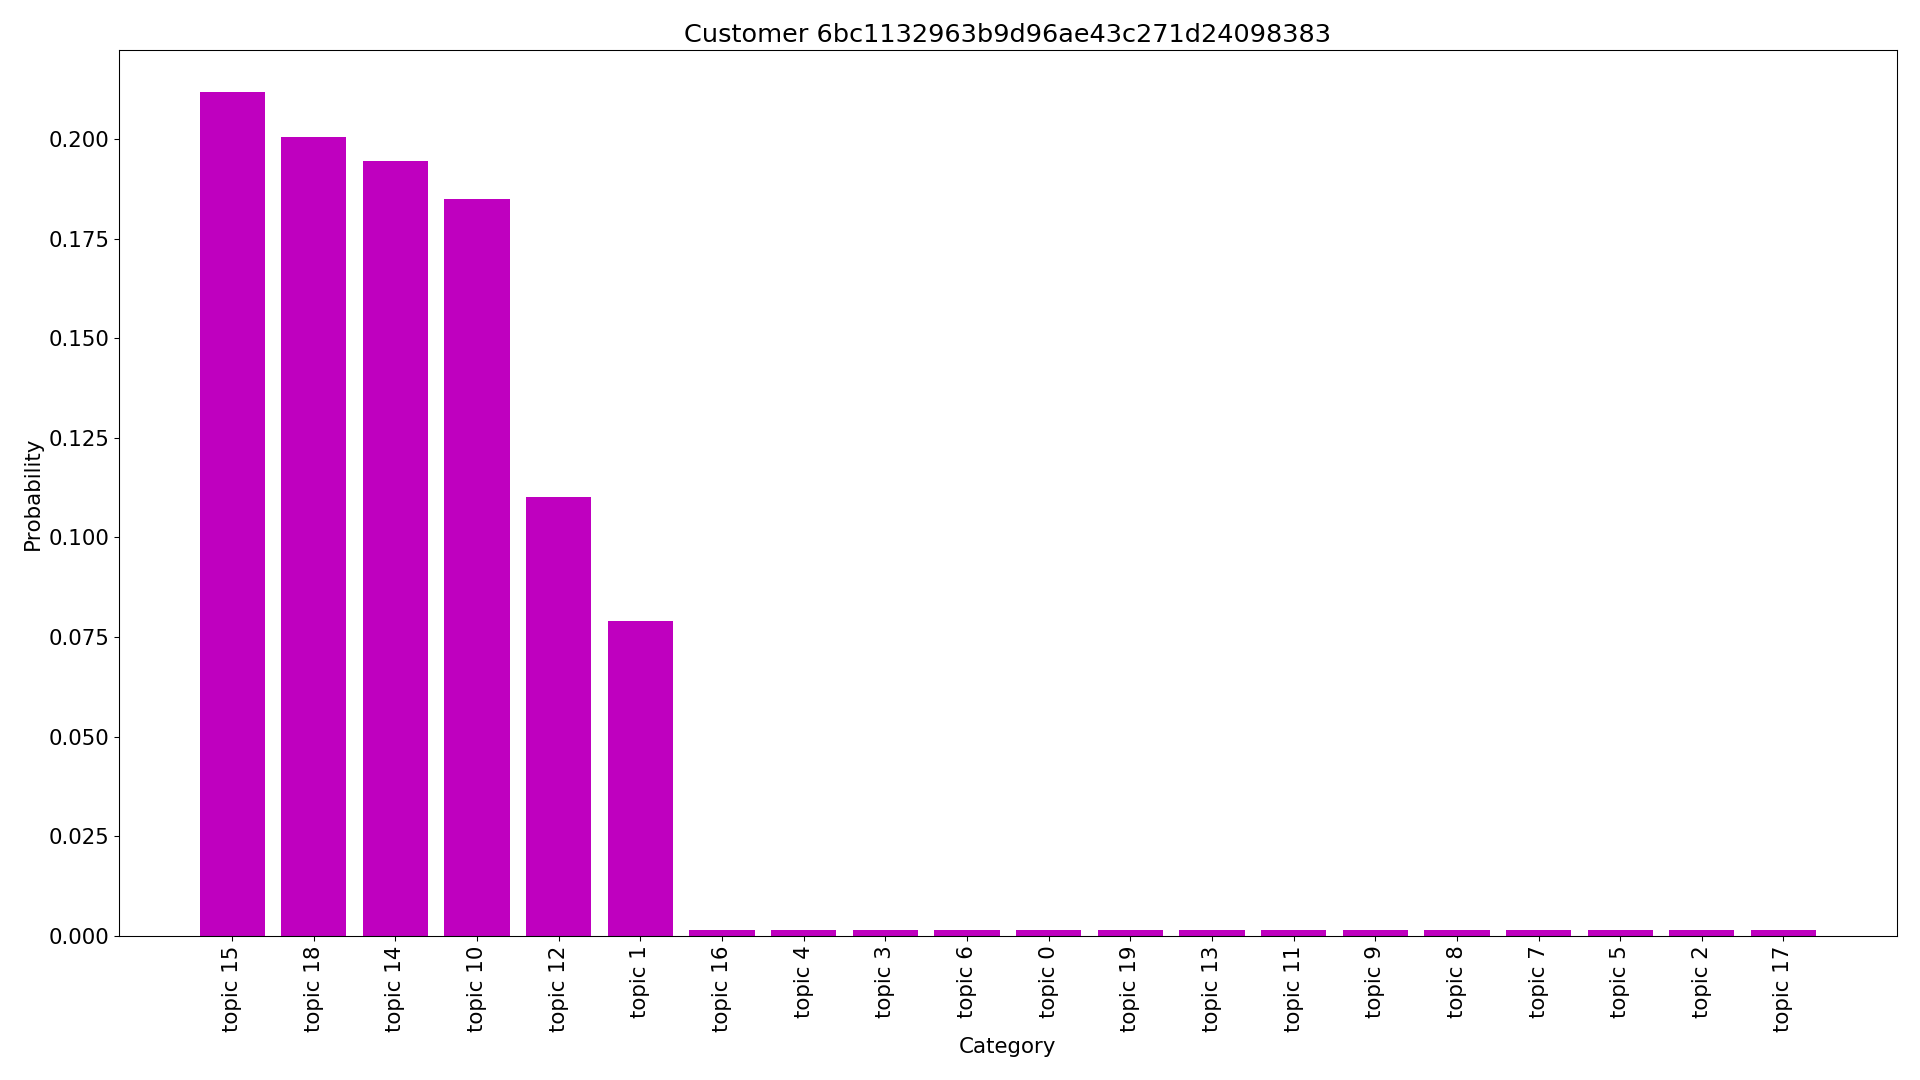 Customer 6bc1132963b9d96ae43c271d24098383
Probability
0.200
0.175
0.150
0.125
0.100
0.075
0.050
0.025
0.000
topic 15
topic 18
topic 14
topic 10
topic 12
topic 1
topic 16
topic 4
topic 3
topic 6
topic 0
topic 19
topic 13
topic 11
topic 9
topic 8
topic 7
topic 5
topic 2
topic 17
Category